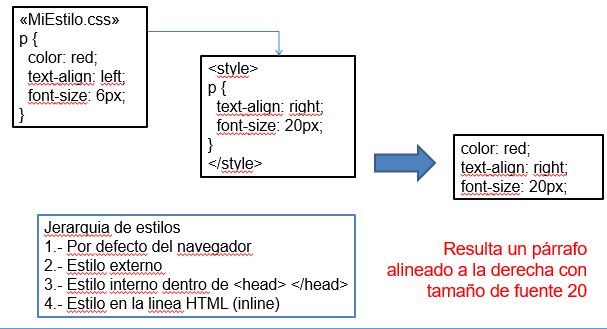 «MiEstilo.css»
p {
color: red;
text-align: left;
font-size: 6px;
}
<style>
p {
text-align: right;
font-size: 20px;
}
</style>
color: red;
text-align: right;
font-size: 20px;
Jerarquia de estilos
1.- Por defecto del navegador
2.- Estilo externo
3.- Estilo interno dentro de <head> </head>
4.- Estilo en la linea HTML (inline)
Resulta un párrafo
alineado a la derecha con
tamaño de fuente 20